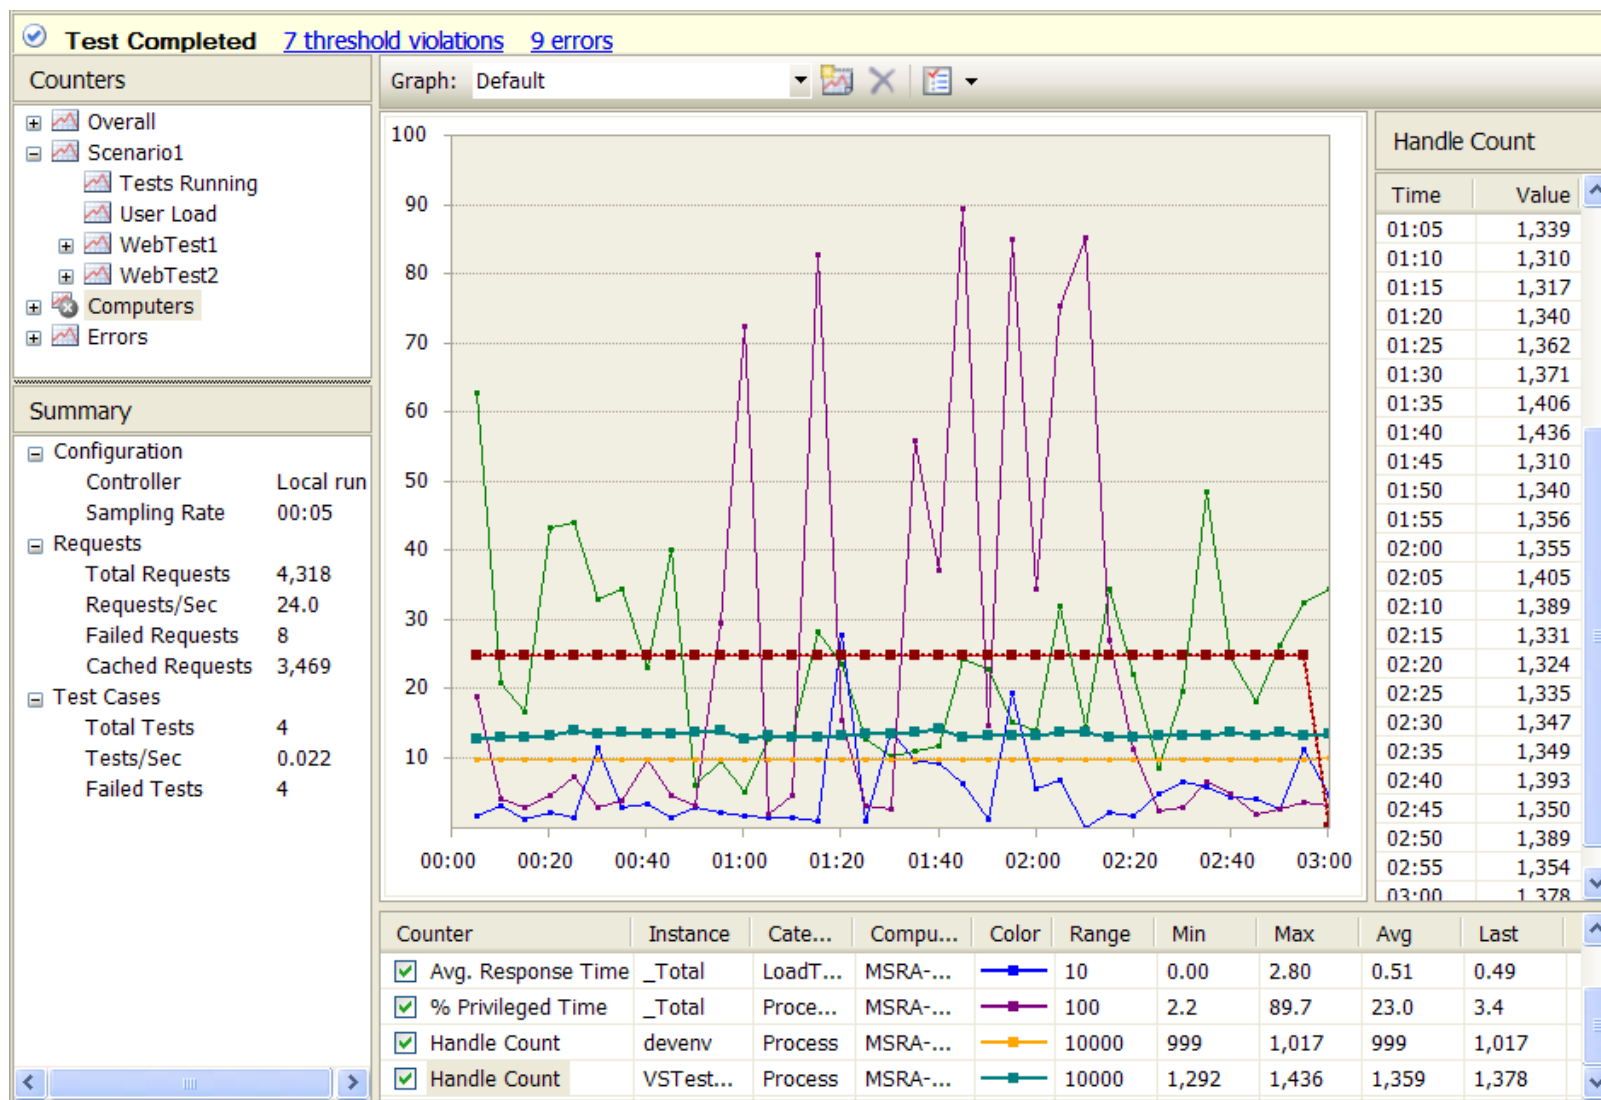 Test Completed 7 threshold violations 9 errors
Counters
Overall
Scenario1
Tests Running
User Load
WebTest1
WebTest2
Computers
Errors
Summary
Configuration
Controller Local run
Sampling Rate 00:05
Requests
Total Requests 4,318
Requests/Sec 24.0
Failed Requests 8
Cached Requests 3,469
Test Cases
Total Tests 4
Tests/Sec 0.022
Failed Tests 4
Graph: Default
100
90
80
70
60
50
40
30
20
10
00:00 00:20 00:40 01:00 01:20 01:40 02:00 02:20 02:40 03:00
Handle Count
Time Value
01:05 1,339
01:10 1,310
01:15 1,317
01:20 1,340
01:25 1,362
01:30 1,371
01:35 1,406
01:40 1,436
01:45 1,310
01:50 1,340
01:55 1,356
02:00 1,355
02:05 1,405
02:10 1,389
02:15 1,331
02:20 1,324
02:25 1,335
02:30 1,347
02:35 1,349
02:40 1,393
02:45 1,350
02:50 1,389
02:55 1,354
03:00 1,378
Counter Instance Cate... Compu... Color Range Min Max Avg Last
Avg. Response Time _Total LoadT... MSRA-... 10 0.00 2.80 0.51 0.49
% Privileged Time _Total Proce... MSRA-... 100 2.2 89.7 23.0 3.4
Handle Count devenv Process MSRA-... 10000 999 1,017 999 1,017
Handle Count VSTest... Process MSRA-... 10000 1,292 1,436 1,359 1,378